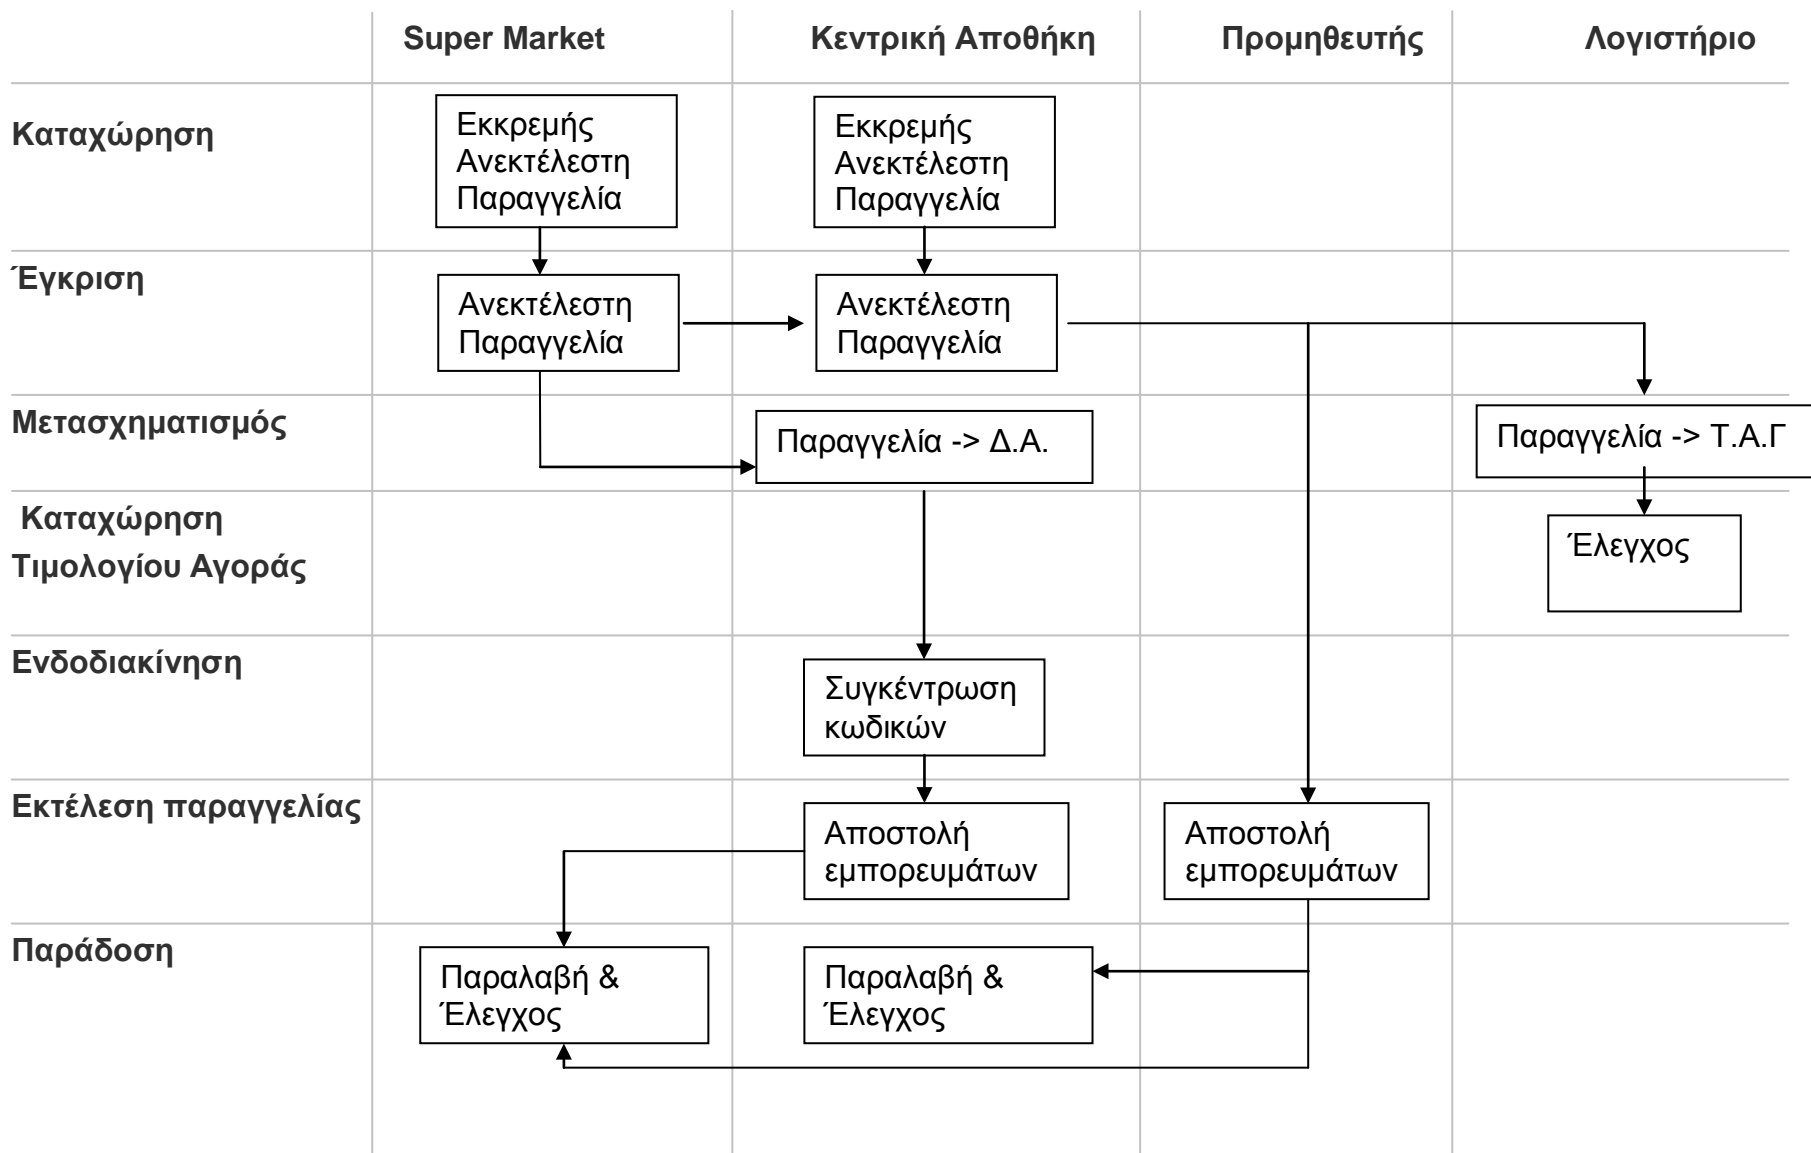 Super Market
Κεντρική Αποθήκη
Προμηθευτής
Λογιστήριο
Καταχώρηση
Εκκρεμής
Ανεκτέλεστη
Παραγγελία
Εκκρεμής
Ανεκτέλεστη
Παραγγελία
Έγκριση
Ανεκτέλεστη
Παραγγελία
Ανεκτέλεστη
Παραγγελία
Μετασχηματισμός
Παραγγελία -> Δ.Α.
Παραγγελία -> Τ.Α.Γ
Καταχώρηση
Τιμολογίου Αγοράς
Έλεγχος
Ενδοδιακίνηση
Συγκέντρωση
κωδικών
Εκτέλεση παραγγελίας
Αποστολή
εμπορευμάτων
Αποστολή
εμπορευμάτων
Παράδοση
Παραλαβή &
Έλεγχος
Παραλαβή &
Έλεγχος